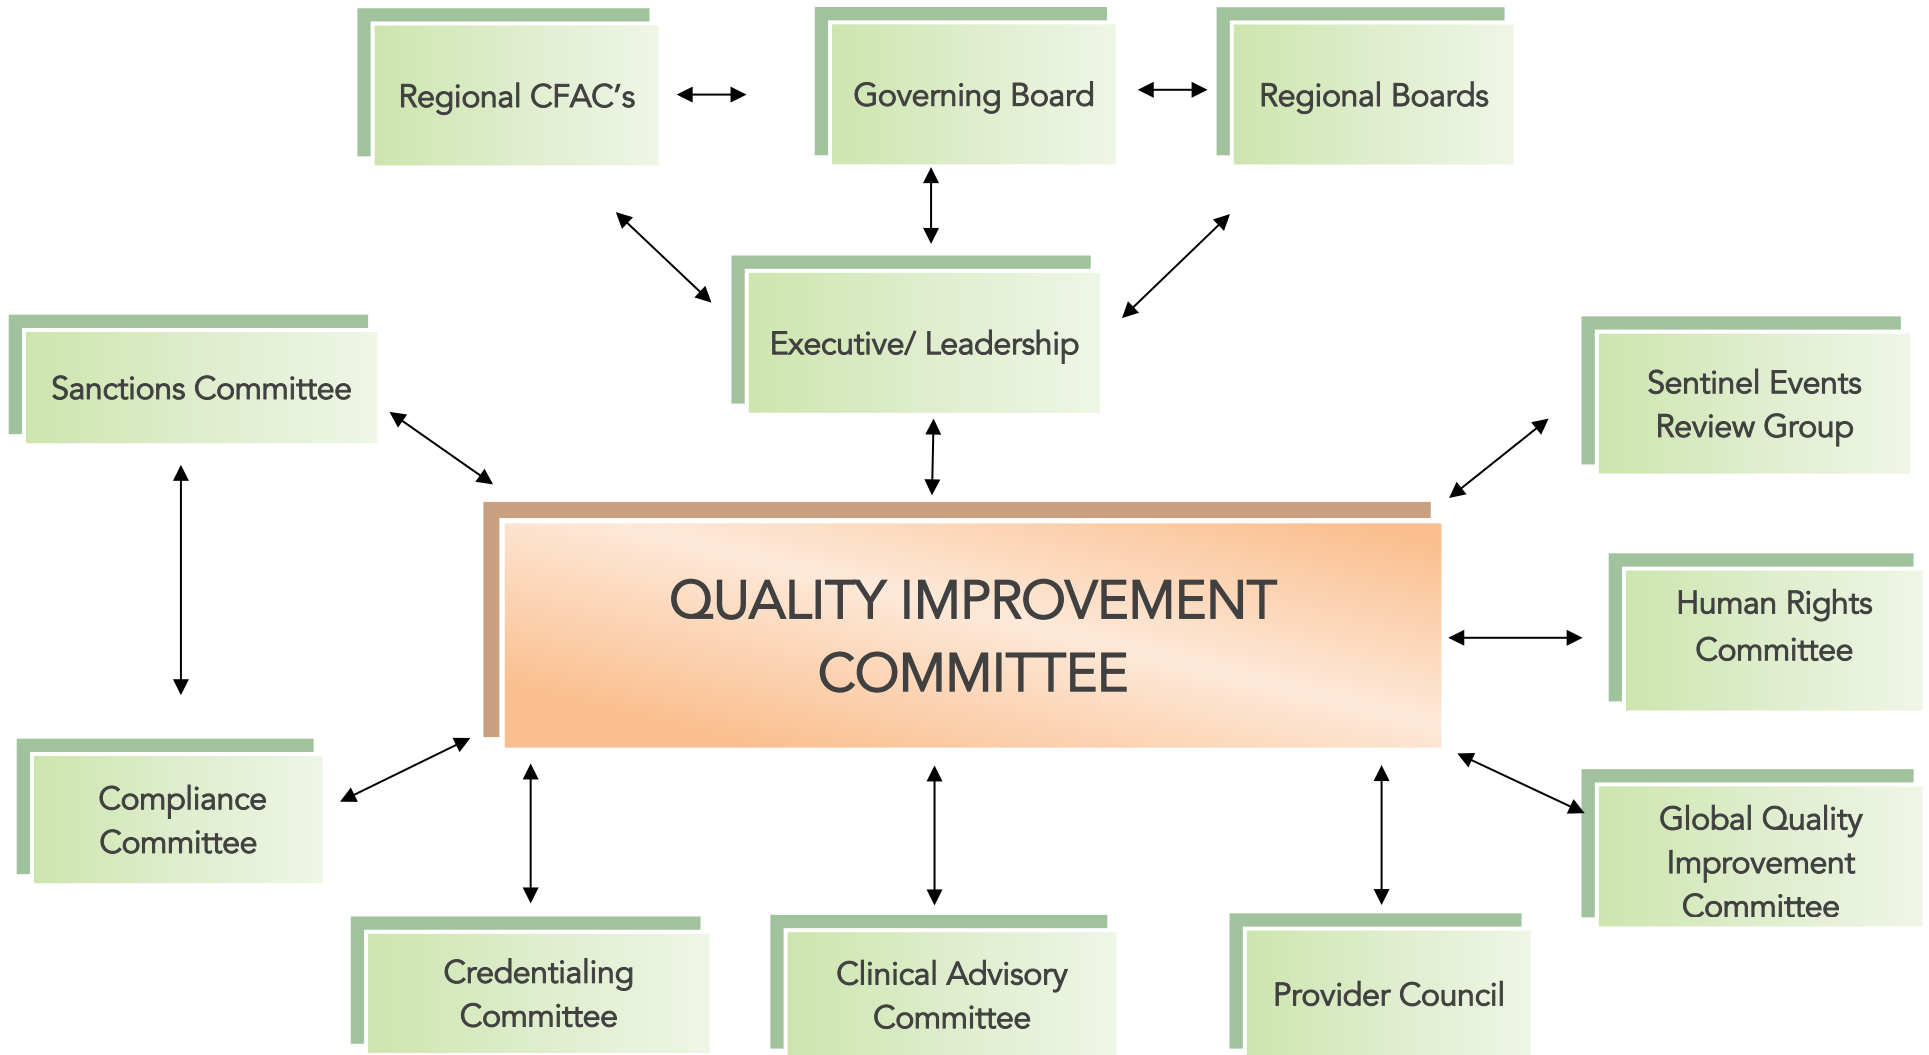 Regional CFAC’s
Governing Board
Regional Boards
Executive/ Leadership
Sanctions Committee
Sentinel Events
Review Group
QUALITY IMPROVEMENT
COMMITTEE
Human Rights
Committee
Compliance
Committee
Global Quality
Improvement
Committee
Credentialing
Committee
Clinical Advisory
Committee
Provider Council